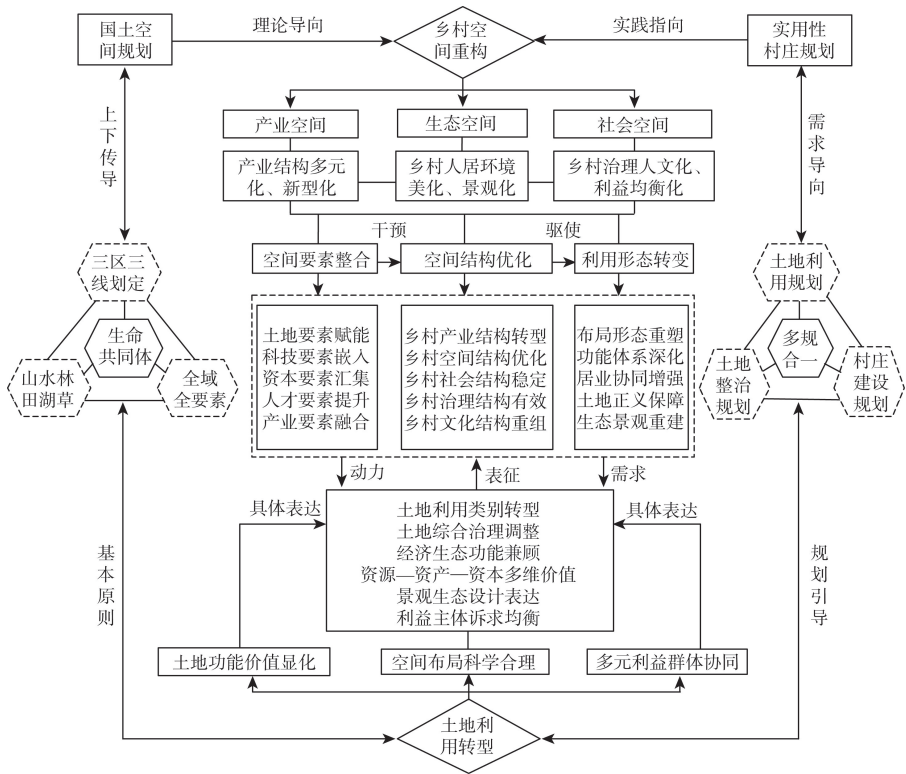 国土空
间规划
理论导向
乡村空
间重构
实践指向
实用性
村庄规划
上下传导
需求导向
产业空间
生态空间
社会空间
产业结构多元
化、新型化
乡村人居环境
美化、景观化
乡村治理人文化、
利益均衡化
干预
驱使
空间要素整合
空间结构优化
利用形态转变
三区三
线划定
生命
共同体
山水林
田湖草
全域
全要素
土地利
用规划
多规
合一
土地
整治
规划
村庄
建设
规划
土地要素赋能
科技要素嵌入
资本要素汇集
人才要素提升
产业要素融合
乡村产业结构转型
乡村空间结构优化
乡村社会结构稳定
乡村治理结构有效
乡村文化结构重组
布局形态重塑
功能体系深化
居业协同增强
土地正义保障
生态景观重建
动力
表征
需求
具体表达
具体表达
土地利用类别转型
土地综合治理调整
经济生态功能兼顾
资源—资产—资本多维价值
景观生态设计表达
利益主体诉求均衡
基本原则
规划引导
土地功能价值显化
空间布局科学合理
多元利益群体协同
土地利
用转型